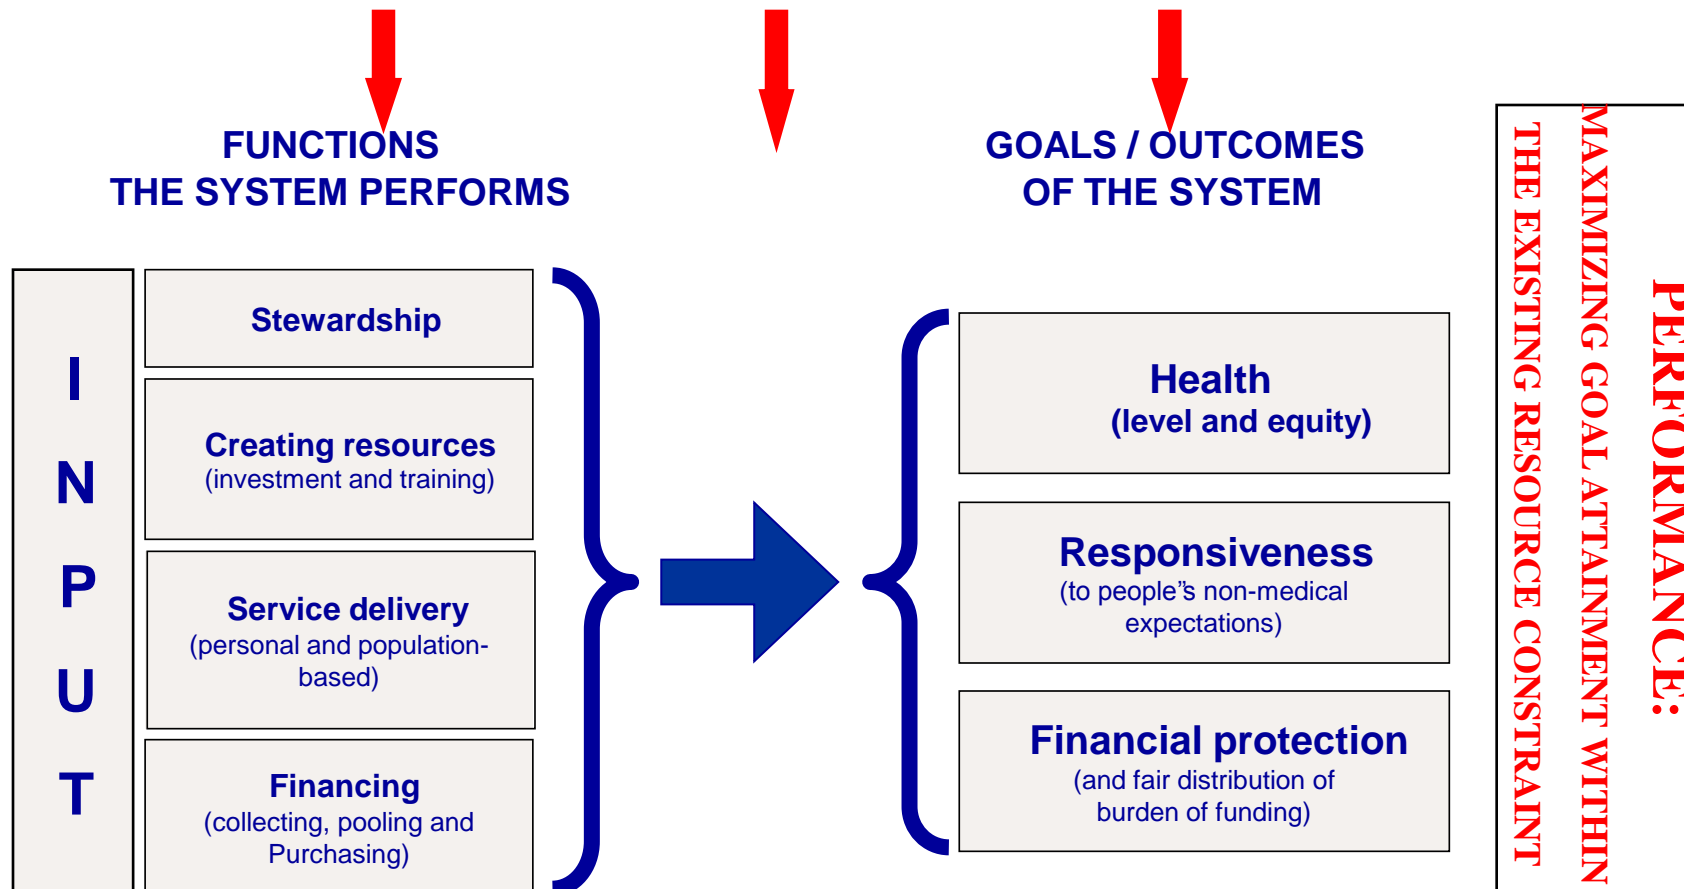 FUNCTIONS
THE SYSTEM PERFORMS
GOALS / OUTCOMES
OF THE SYSTEM
I
N
P
U
T
Stewardship
Creating resources
(investment and training)
Service delivery
(personal and population-
based)
Financing
(collecting, pooling and
Purchasing)
Health
(level and equity)
Responsiveness
(to people‟s non-medical
expectations)
Financial protection
(and fair distribution of
burden of funding)
PERFORMANCE:
MAXIMIZING GOAL ATTAINMENT WITHIN
THE EXISTING RESOURCE CONSTRAINT